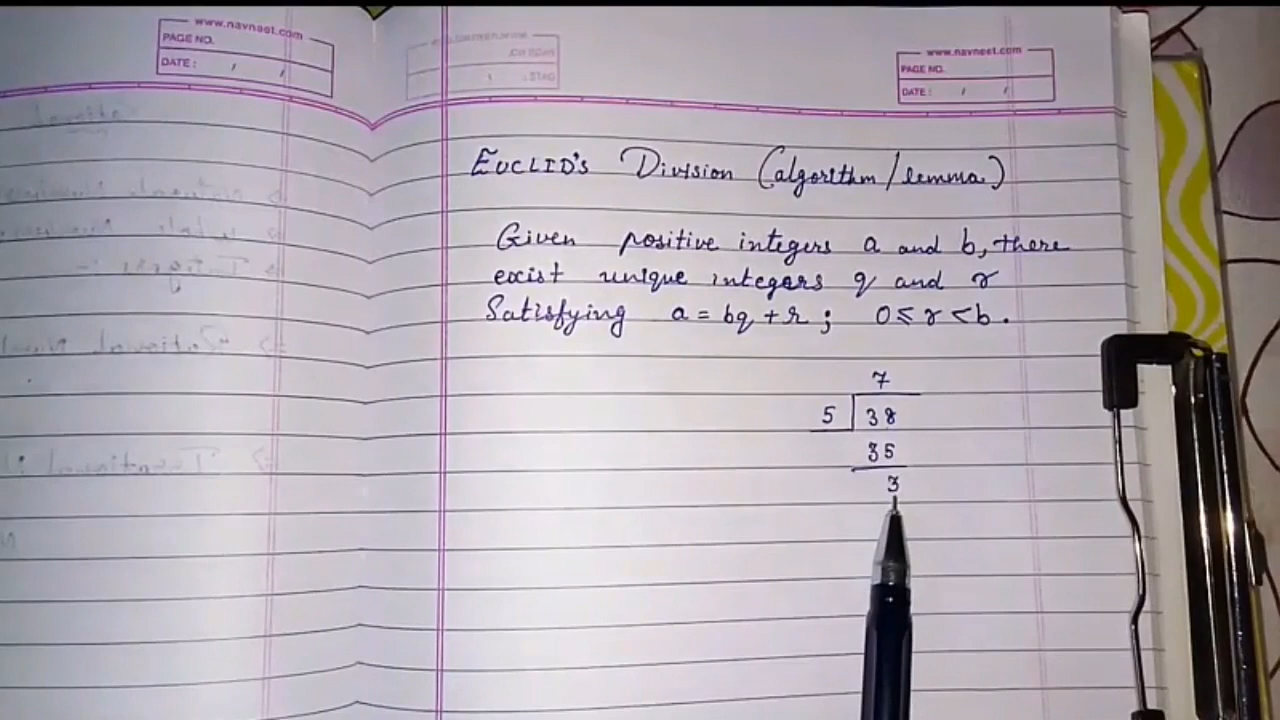 www.navneet.com
PAGE NO.
DATE : / /
www.navneet.com
PAGE NO.
DATE : / /
EUCLID's Division (algorithm/lemma)
Given positive integers a and b, there
exist unique integers q and r
Satisfying a = bq + r ; 0 ≤ r < b .
7
5 38
35
3